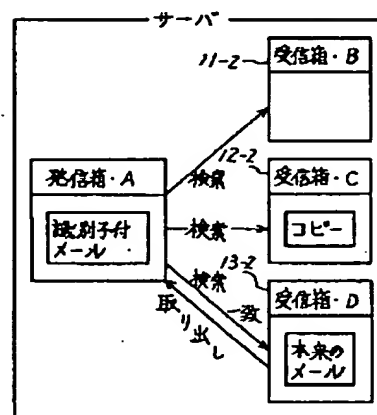 サーバ
11-2
受信箱・B
発信箱・A
識別子付
メール
検索
12-2
受信箱・C
検索
コピー
検索
一致
取り出し
13-2
受信箱・D
本来の
メール